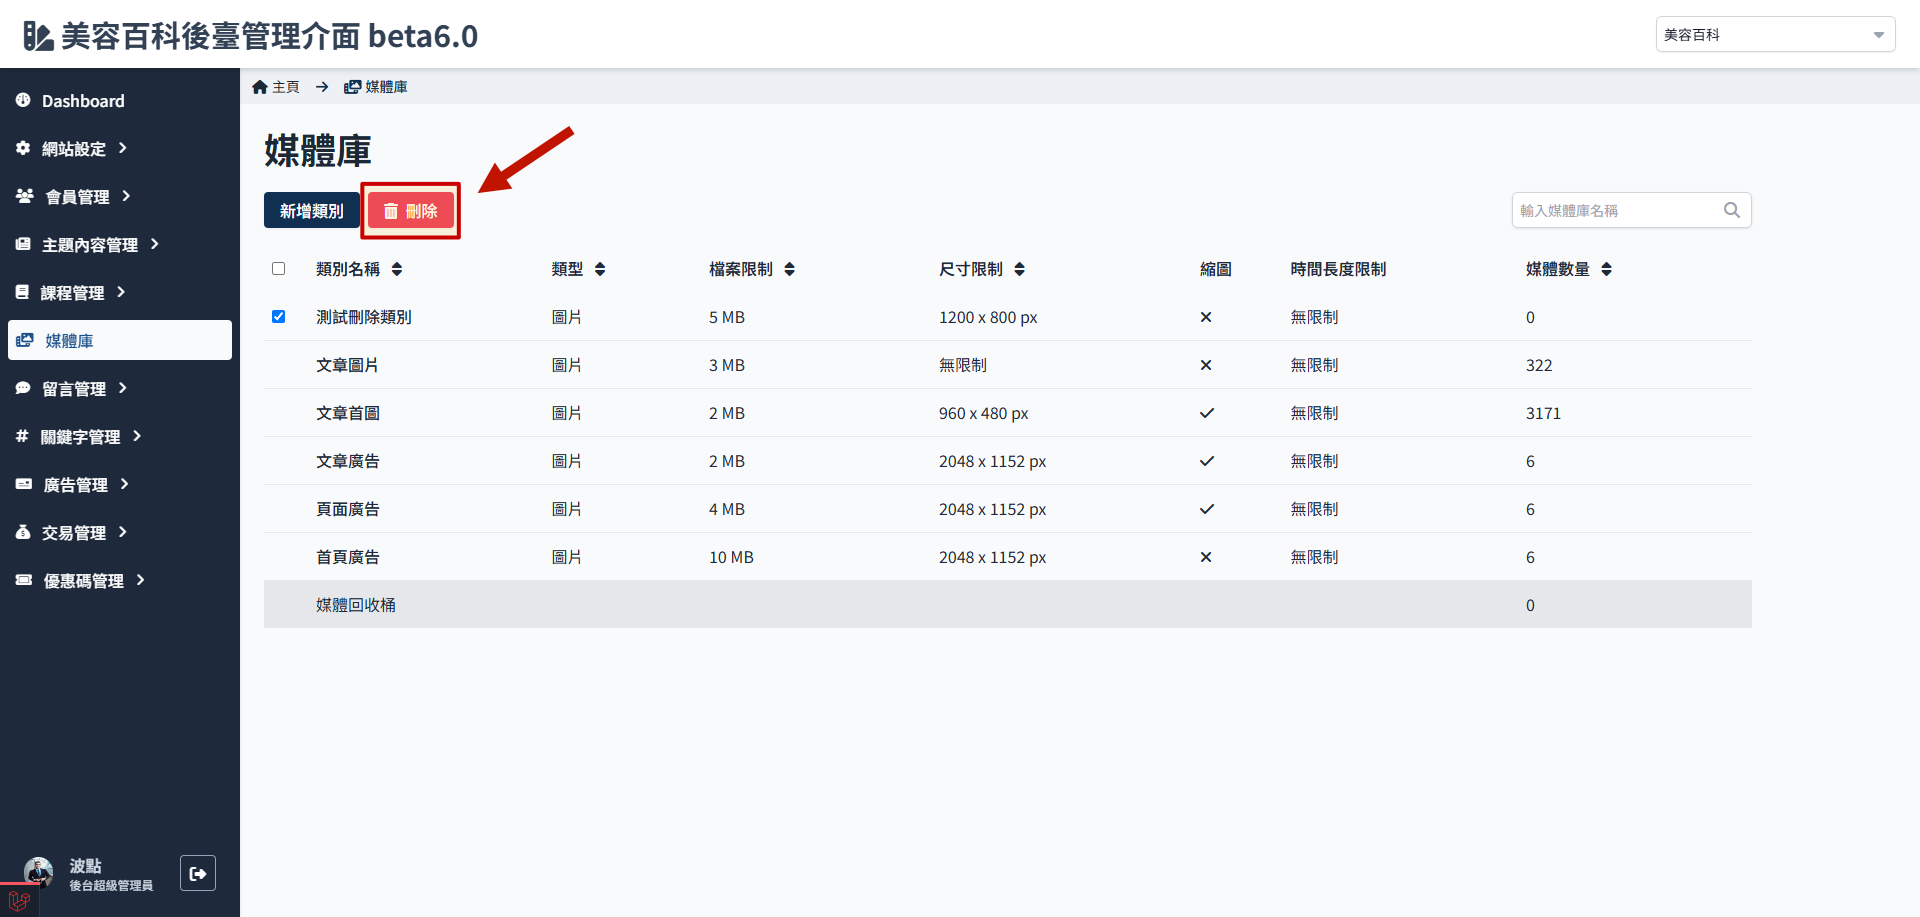 美容百科後臺管理介面 beta6.0
美容百科
Dashboard
網站設定
會員管理
主題內容管理
課程管理
媒體庫
留言管理
關鍵字管理
廣告管理
交易管理
優惠碼管理
波點
後台超級管理員
主頁 → 媒體庫
媒體庫
新增類別 刪除
輸入媒體庫名稱
類別名稱 類型 檔案限制 尺寸限制 縮圖 時間長度限制 媒體數量
測試刪除類別 圖片 5 MB 1200 x 800 px ✕ 無限制 0
文章圖片 圖片 3 MB 無限制 ✕ 無限制 322
文章首圖 圖片 2 MB 960 x 480 px ✓ 無限制 3171
文章廣告 圖片 2 MB 2048 x 1152 px ✓ 無限制 6
頁面廣告 圖片 4 MB 2048 x 1152 px ✓ 無限制 6
首頁廣告 圖片 10 MB 2048 x 1152 px ✕ 無限制 6
媒體回收桶 0